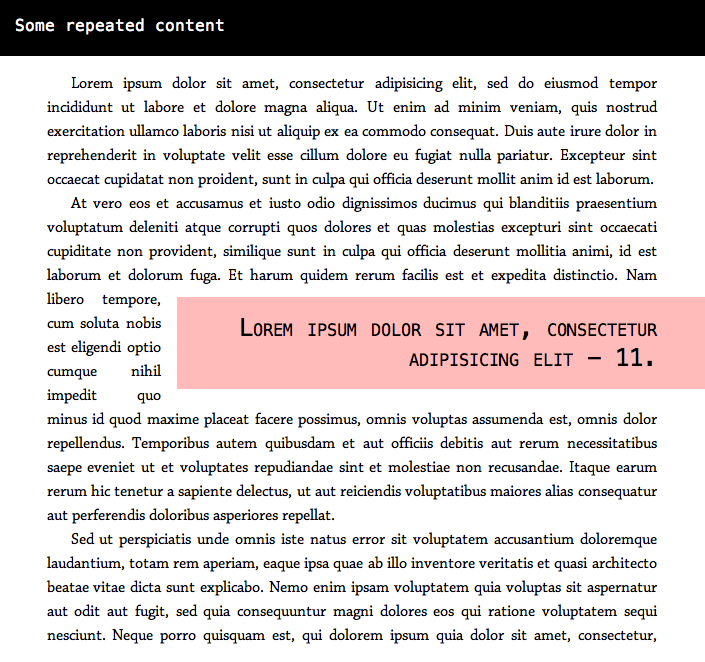 Some repeated content
Lorem ipsum dolor sit amet, consectetur adipisicing elit, sed do eiusmod tempor
incididunt ut labore et dolore magna aliqua. Ut enim ad minim veniam, quis nostrud
exercitation ullamco laboris nisi ut aliquip ex ea commodo consequat. Duis aute irure dolor in
reprehenderit in voluptate velit esse cillum dolore eu fugiat nulla pariatur. Excepteur sint
occaecat cupidatat non proident, sunt in culpa qui officia deserunt mollit anim id est laborum.
At vero eos et accusamus et iusto odio dignissimos ducimus qui blanditiis praesentium
voluptatum deleniti atque corrupti quos dolores et quas molestias excepturi sint occaecati
cupiditate non provident, similique sunt in culpa qui officia deserunt mollitia animi, id est
laborum et dolorum fuga. Et harum quidem rerum facilis est et expedita distinctio. Nam
libero tempore,
cum soluta nobis
est eligendi optio
cumque nihil
impedit quo
Lorem ipsum dolor sit amet, consectetur
adipisicing elit – 11.
minus id quod maxime placeat facere possimus, omnis voluptas assumenda est, omnis dolor
repellendus. Temporibus autem quibusdam et aut officiis debitis aut rerum necessitatibus
saepe eveniet ut et voluptates repudiandae sint et molestiae non recusandae. Itaque earum
rerum hic tenetur a sapiente delectus, ut aut reiciendis voluptatibus maiores alias consequatur
aut perferendis doloribus asperiores repellat.
Sed ut perspiciatis unde omnis iste natus error sit voluptatem accusantium doloremque
laudantium, totam rem aperiam, eaque ipsa quae ab illo inventore veritatis et quasi architecto
beatae vitae dicta sunt explicabo. Nemo enim ipsam voluptatem quia voluptas sit aspernatur
aut odit aut fugit, sed quia consequuntur magni dolores eos qui ratione voluptatem sequi
nesciunt. Neque porro quisquam est, qui dolorem ipsum quia dolor sit amet, consectetur,